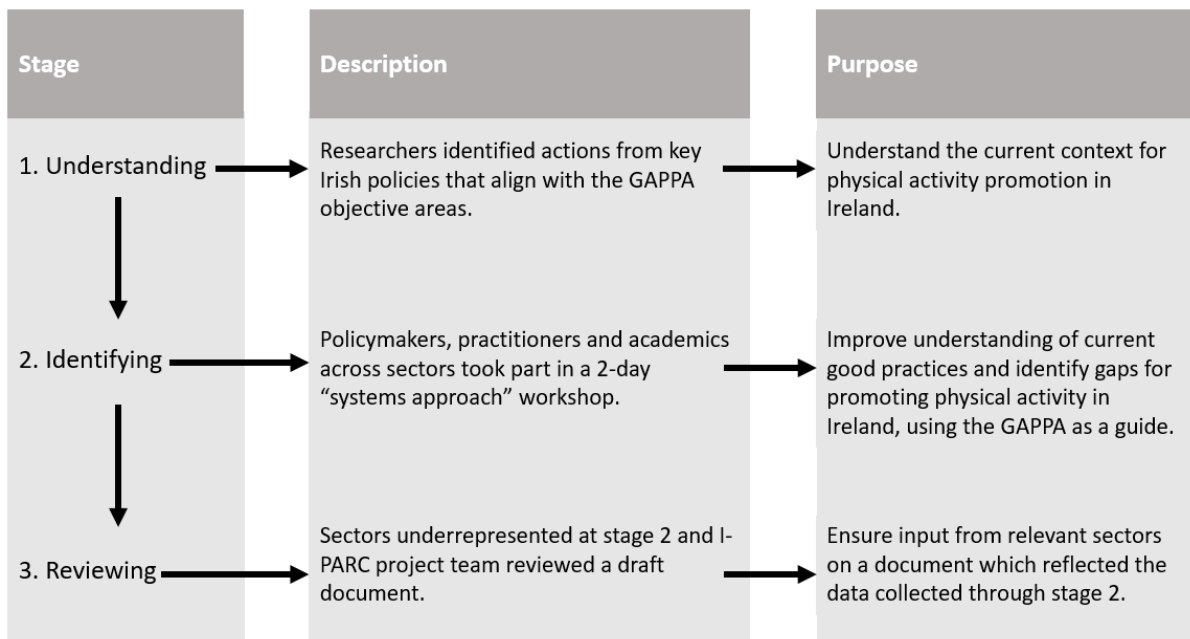 Stage
Description
Purpose
1. Understanding
Researchers identified actions from key
Irish policies that align with the GAPPA
objective areas.
Understand the current context for
physical activity promotion in
Ireland.
2. Identifying
Policymakers, practitioners and academics
across sectors took part in a 2-day
“systems approach” workshop.
Improve understanding of current
good practices and identify gaps for
promoting physical activity in
Ireland, using the GAPPA as a guide.
3. Reviewing
Sectors underrepresented at stage 2 and I-
PARC project team reviewed a draft
document.
Ensure input from relevant sectors
on a document which reflected the
data collected through stage 2.